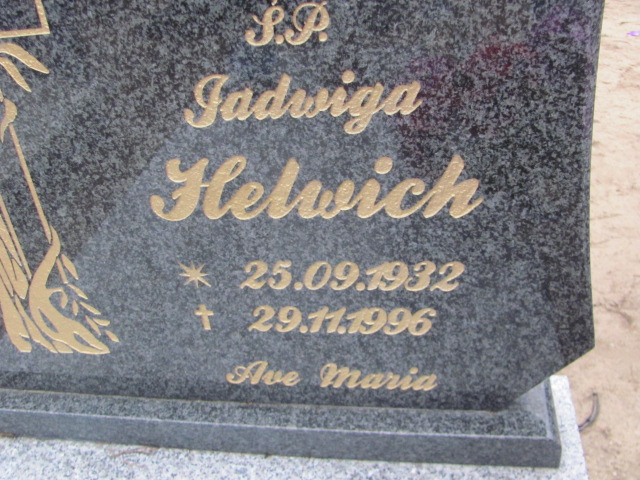 Ś.P.
Jadwiga
Helwich
* 25.09.1932
† 29.11.1996
Ave Maria